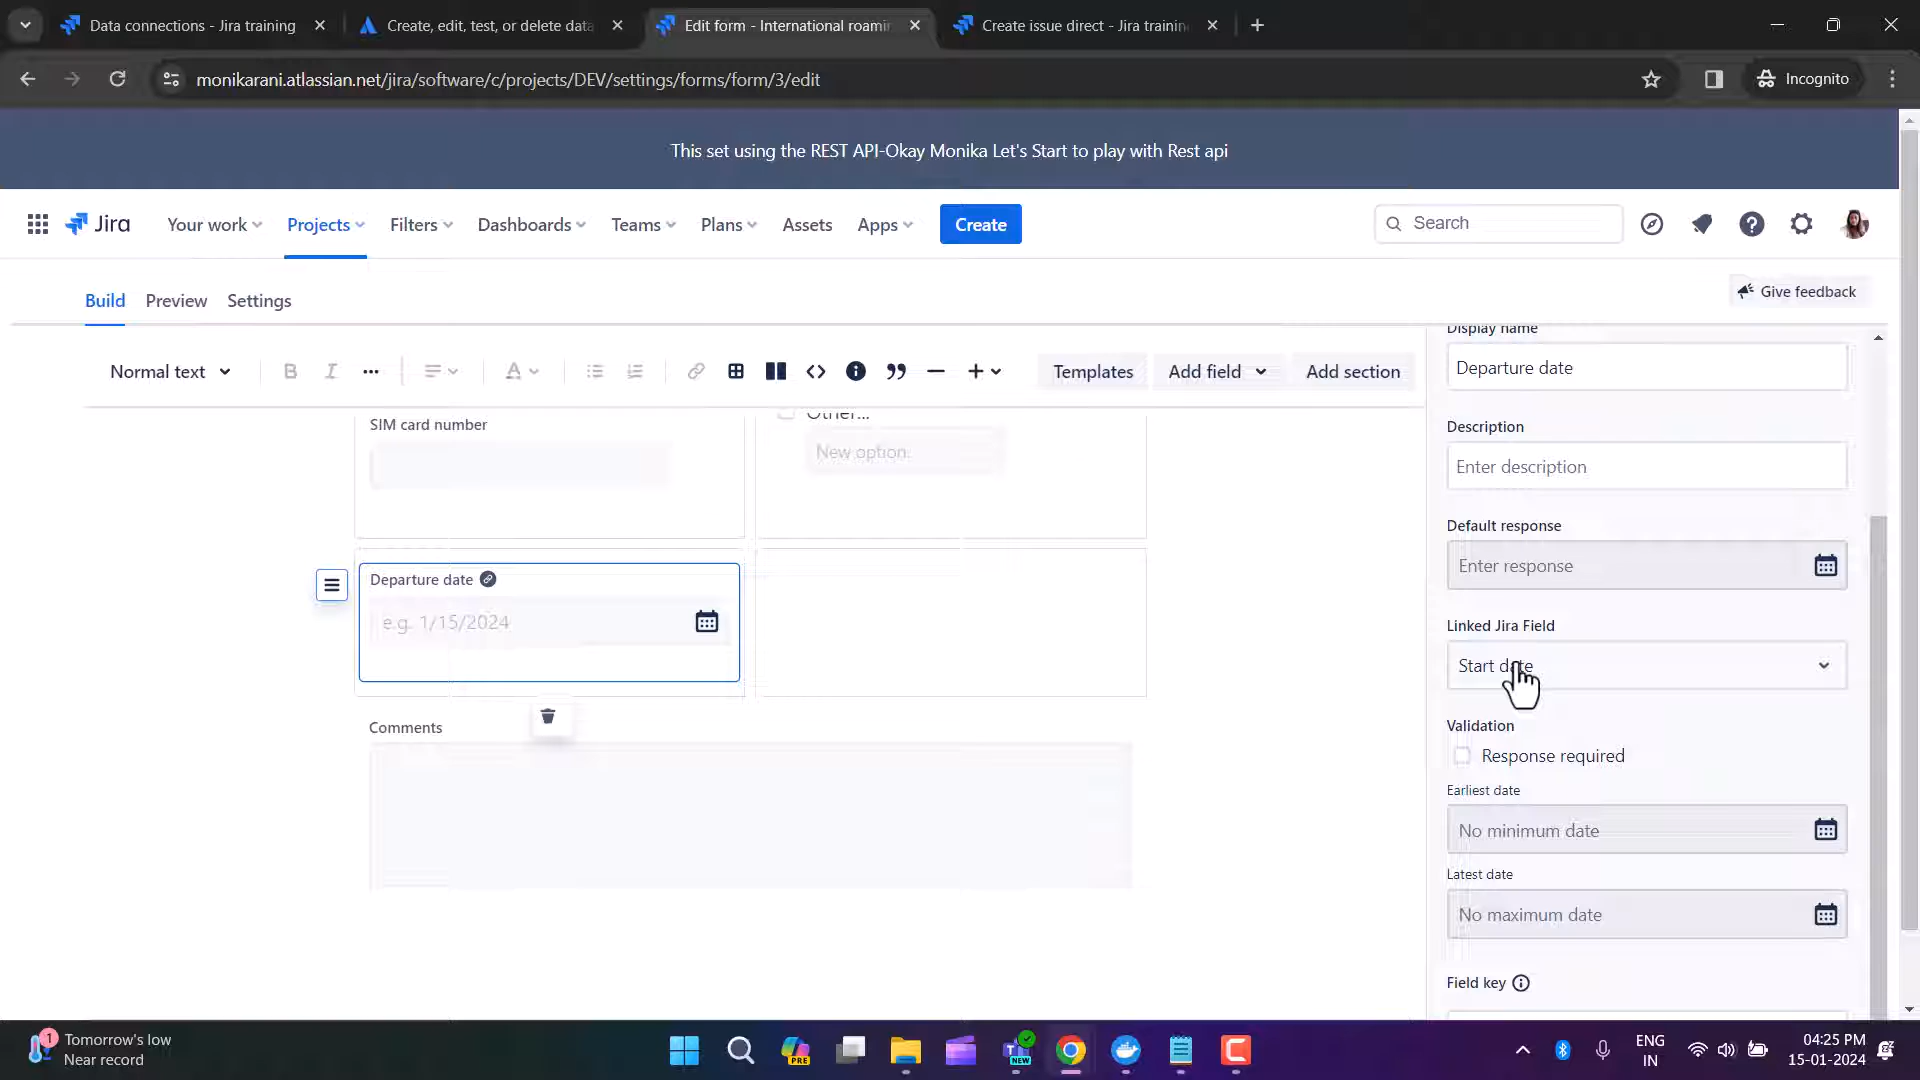 Data connections - Jira training
Create, edit, test, or delete data
Edit form - International roamin
Create issue direct - Jira trainin
monikarani.atlassian.net/jira/software/c/projects/DEV/settings/forms/form/3/edit
Incognito
This set using the REST API-Okay Monika Let's Start to play with Rest api
Jira
Your work
Projects
Filters
Dashboards
Teams
Plans
Assets
Apps
Create
Search
Build
Preview
Settings
Give feedback
Normal text
Templates
Add field
Add section
SIM card number
Other...
New option
Departure date
e.g. 1/15/2024
Comments
Display name
Departure date
Description
Enter description
Default response
Enter response
Linked Jira Field
Start date
Validation
Response required
Earliest date
No minimum date
Latest date
No maximum date
Field key
1
Tomorrow's low
Near record
PRE
NEW
ENG
IN
04:25 PM
15-01-2024